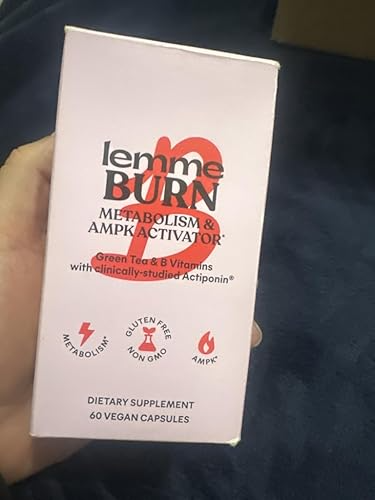 lemme
BURN
METABOLISM &
AMPK ACTIVATOR*
Green Tea & B Vitamins
with clinically-studied Actiponin®
METABOLISM*
GLUTEN FREE
NON GMO
AMPK*
DIETARY SUPPLEMENT
60 VEGAN CAPSULES